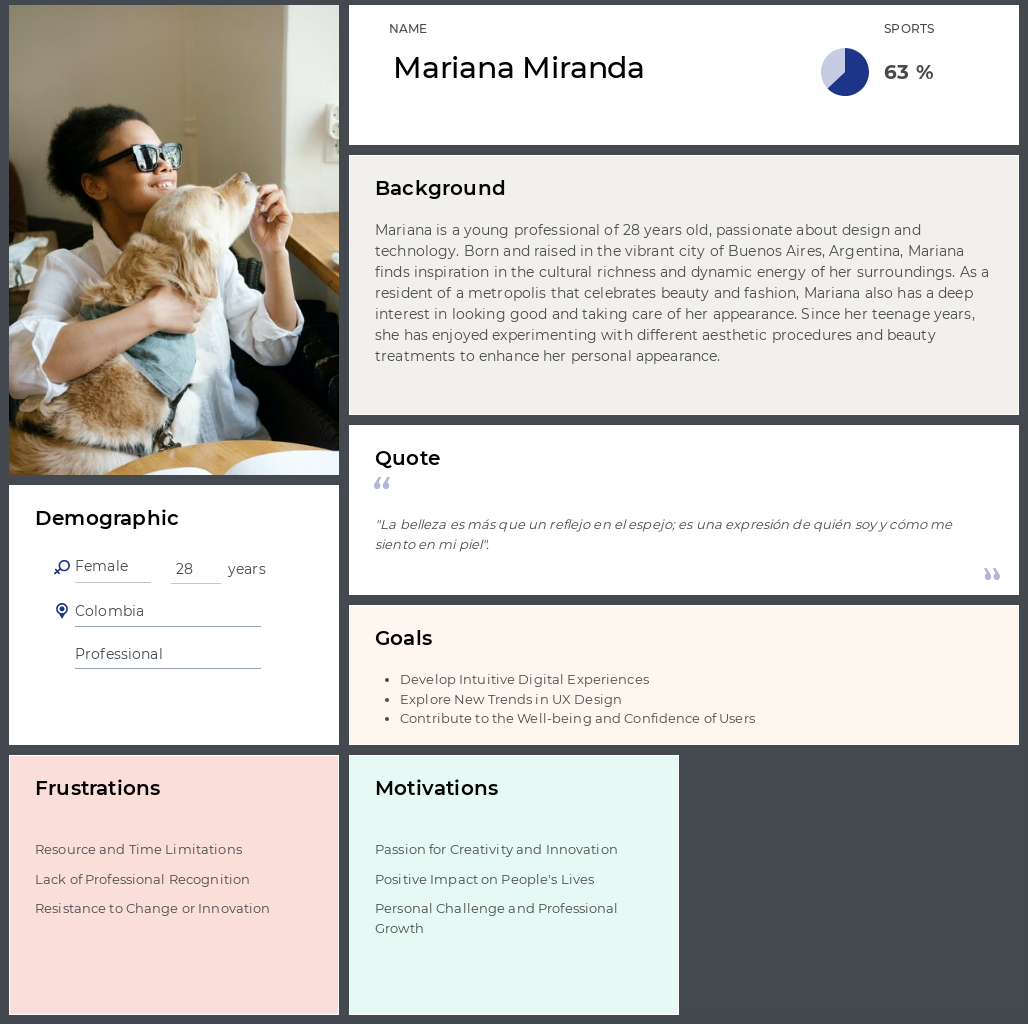 NAME
SPORTS
Mariana Miranda
63 %
Background
Mariana is a young professional of 28 years old, passionate about design and
technology. Born and raised in the vibrant city of Buenos Aires, Argentina, Mariana
finds inspiration in the cultural richness and dynamic energy of her surroundings. As a
resident of a metropolis that celebrates beauty and fashion, Mariana also has a deep
interest in looking good and taking care of her appearance. Since her teenage years,
she has enjoyed experimenting with different aesthetic procedures and beauty
treatments to enhance her personal appearance.
Quote
“
"La belleza es más que un reflejo en el espejo; es una expresión de quién soy y cómo me
siento en mi piel".
”
Demographic
Female 28 years
Colombia
Professional
Goals
• Develop Intuitive Digital Experiences
• Explore New Trends in UX Design
• Contribute to the Well-being and Confidence of Users
Frustrations
Resource and Time Limitations
Lack of Professional Recognition
Resistance to Change or Innovation
Motivations
Passion for Creativity and Innovation
Positive Impact on People's Lives
Personal Challenge and Professional
Growth